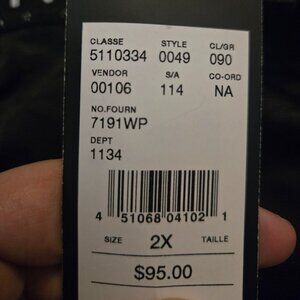 CLASSE STYLE CL/GR
5110334 0049 090
VENDOR S/A CO-ORD
00106 114 NA
NO.FOURN
7191WP
DEPT
1134
4 51068 04102 1
SIZE 2X TAILLE
$95.00